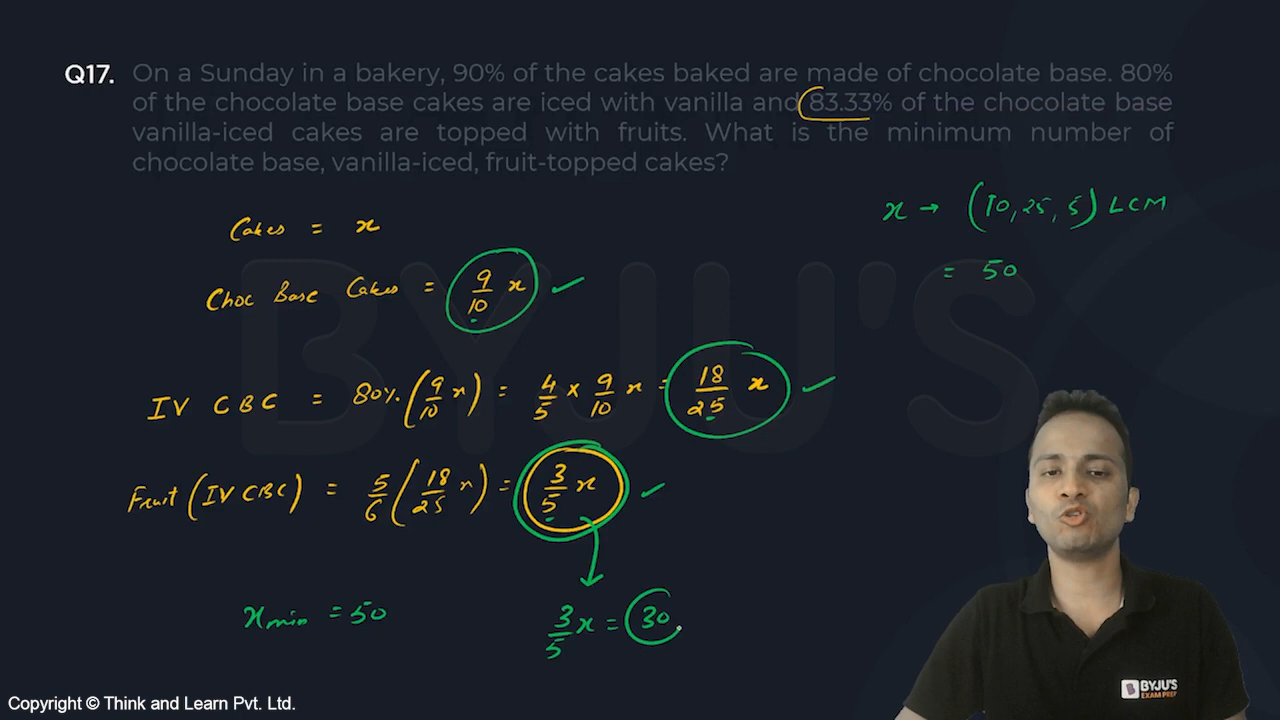 Q17. On a Sunday in a bakery, 90% of the cakes baked are made of chocolate base. 80%
of the chocolate base cakes are iced with vanilla and 83.33% of the chocolate base
vanilla-iced cakes are topped with fruits. What is the minimum number of
chocolate base, vanilla-iced, fruit-topped cakes?
x → (10, 25, 5) LCM
= 50
Cakes = x
Choc Base Cakes = 9/10 x
IV CBC = 80% (9/10 x) = 4/5 × 9/10 x = 18/25 x
Fruit (IV CBC) = 5/6 (18/25 x) = 3/5 x
x min = 50
3/5 x = 30
BYJU'S
BYJU'S
EXAM PREP
Copyright © Think and Learn Pvt. Ltd.